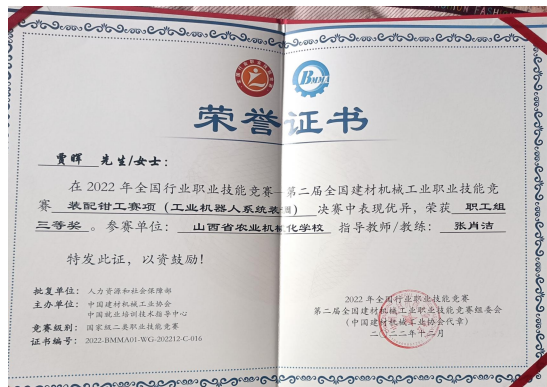 BMMA
荣誉证书
贾晖 先生/女士：
在 2022 年全国行业职业技能竞赛—第二届全国建材机械工业职业技能竞
赛 装配钳工赛项（工业机器人系统装调） 决赛中表现优异，荣获 职工组
三等奖 。参赛单位： 山西省农业机械化学校 指导教师/教练： 张肖洁
特发此证，以资鼓励！
批复单位： 人力资源和社会保障部
主办单位： 中国建材机械工业协会
中国就业培训技术指导中心
竞赛级别： 国家级二类职业技能竞赛
证书编号： 2022-BMMA01-WG-202212-C-016
2022 年全国行业职业技能竞赛
第二届全国建材机械工业职业技能竞赛组委会
（中国建材机械工业协会代章）
二〇二二年十二月